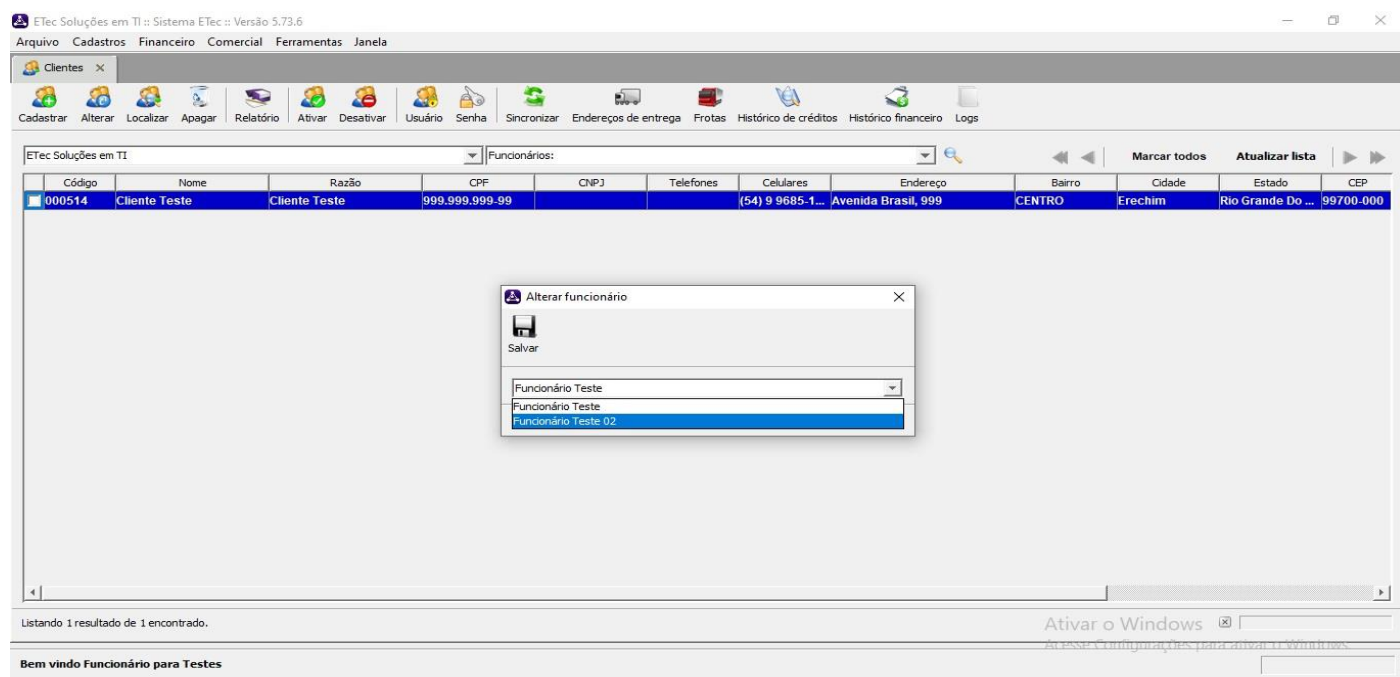 ETec Soluções em TI :: Sistema ETec :: Versão 5.73.6
Arquivo Cadastros Financeiro Comercial Ferramentas Janela
Clientes
Cadastrar Alterar Localizar Apagar Relatório Ativar Desativar Usuário Senha Sincronizar Endereços de entrega Frotas Histórico de créditos Histórico financeiro Logs
ETec Soluções em TI Funcionários: Marcar todos Atualizar lista
Código Nome Razão CPF CNPJ Telefones Celulares Endereço Bairro Cidade Estado CEP
000514 Cliente Teste Cliente Teste 999.999.999-99 (54) 9 9685-1... Avenida Brasil, 999 CENTRO Erechim Rio Grande Do ... 99700-000
Alterar funcionário
Salvar
Funcionário Teste
Funcionário Teste
Funcionário Teste 02
Listando 1 resultado de 1 encontrado.
Ativar o Windows
Acesse Configurações para ativar o Windows.
Bem vindo Funcionário para Testes